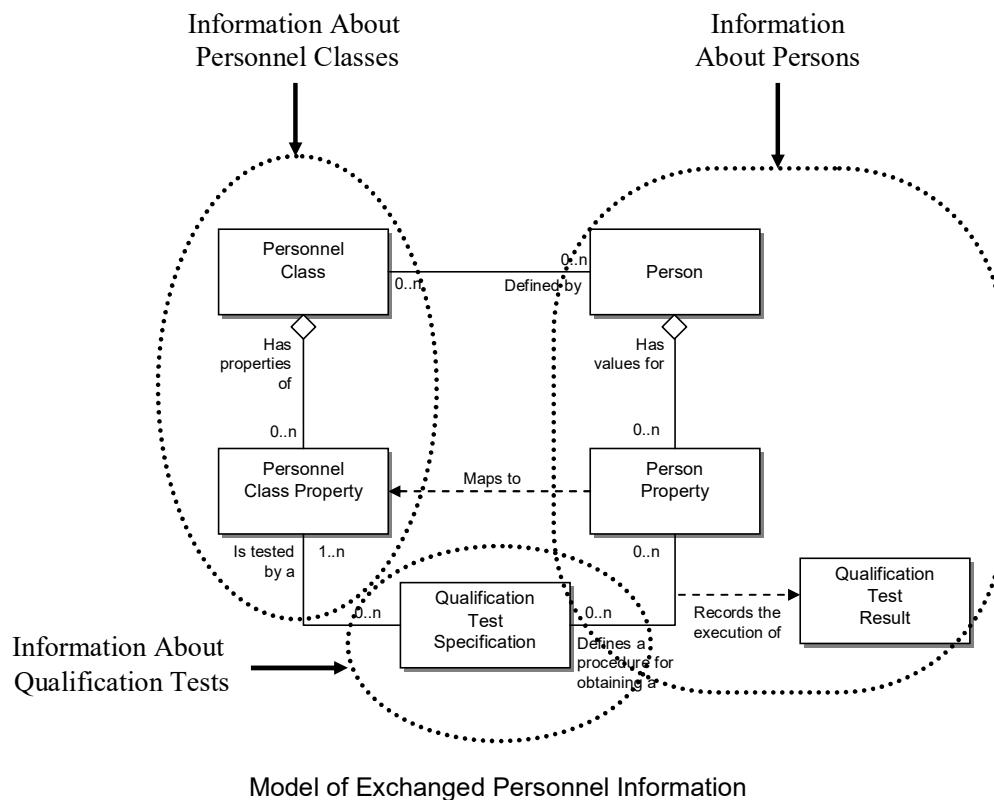 Information About
Personnel Classes
Information
About Persons
Personnel
Class
0..n
0..n
Defined by
Person
Has
properties
of
0..n
Has
values for
0..n
Personnel
Class Property
Maps to
Person
Property
Is tested
by a
1..n
0..n
0..n
Qualification
Test
Specification
0..n
Defines a
procedure for
obtaining a
Records the
execution of
Qualification
Test
Result
Information About
Qualification Tests
Model of Exchanged Personnel Information